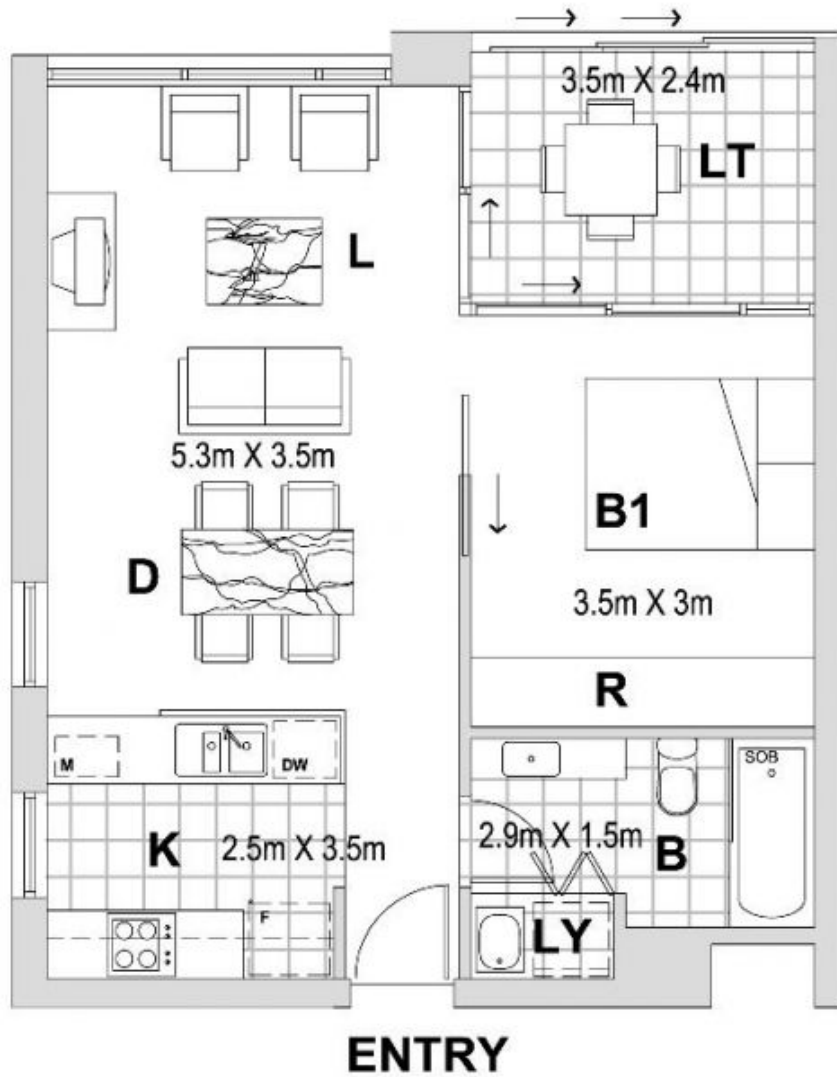 3.5m X 2.4m
LT
L
5.3m X 3.5m
B1
D
3.5m X 3m
R
M
DW
SOB
K
2.5m X 3.5m
2.9m X 1.5m
B
F
LY
ENTRY